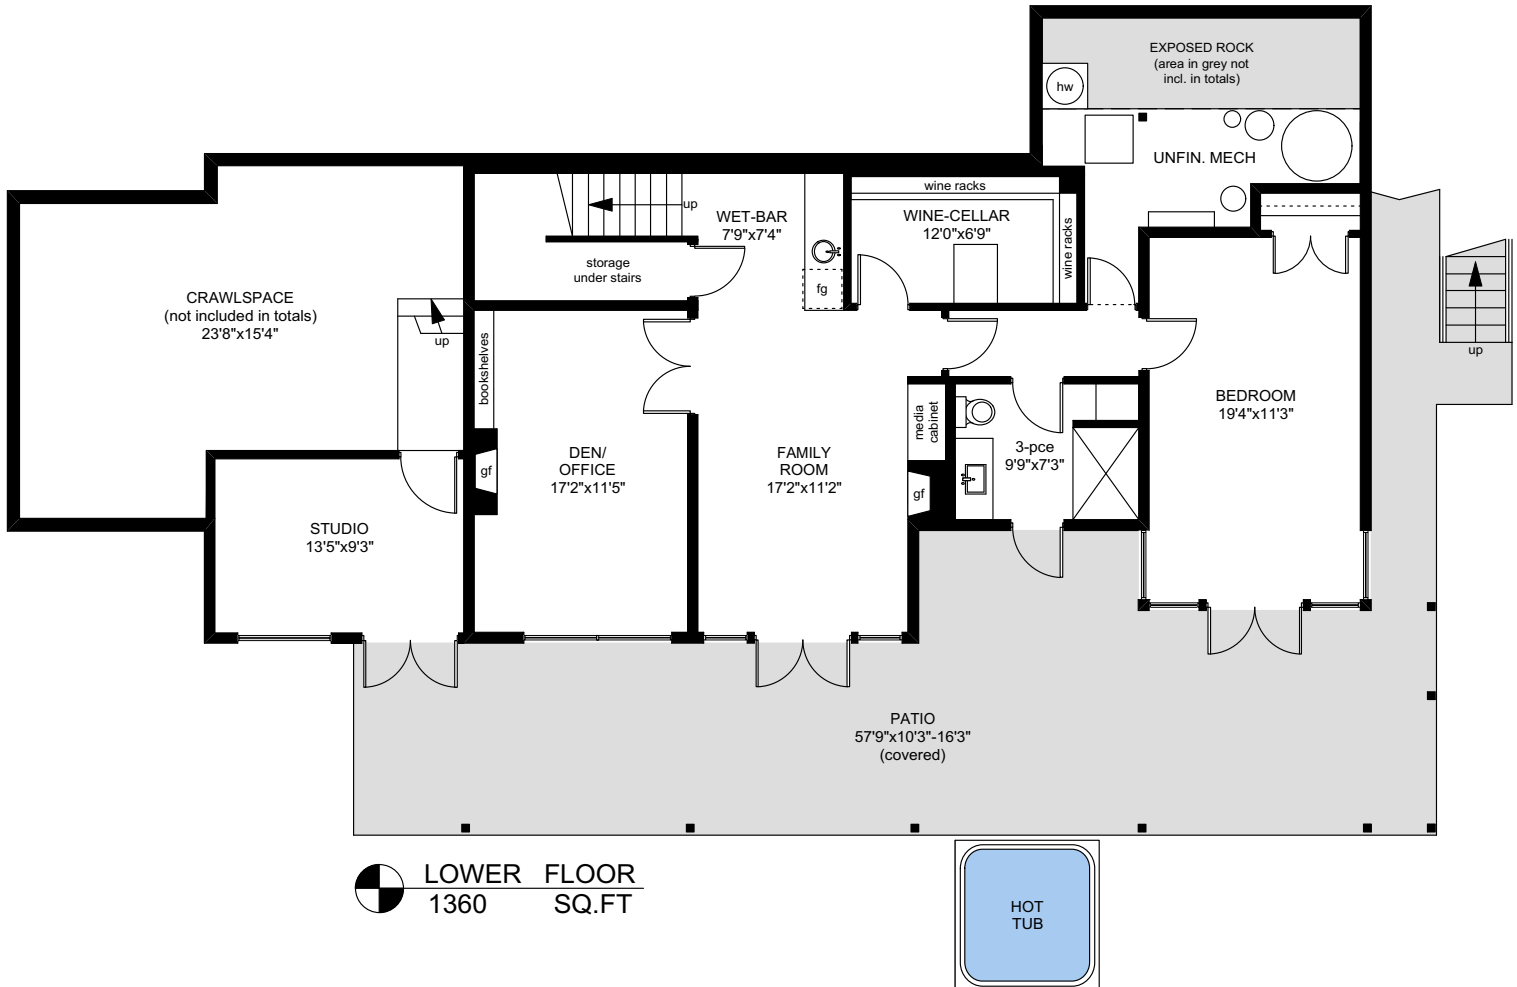 EXPOSED ROCK
(area in grey not
incl. in totals)
hw
UNFIN. MECH
wine racks
WINE-CELLAR
12'0"x6'9"
wine racks
up
WET-BAR
7'9"x7'4"
storage
under stairs
fg
CRAWLSPACE
(not included in totals)
23'8"x15'4"
up
bookshelves
up
BEDROOM
19'4"x11'3"
media
cabinet
3-pce
9'9"x7'3"
DEN/
OFFICE
17'2"x11'5"
gf
FAMILY
ROOM
17'2"x11'2"
gf
STUDIO
13'5"x9'3"
PATIO
57'9"x10'3"-16'3"
(covered)
LOWER FLOOR
1360 SQ.FT
HOT
TUB